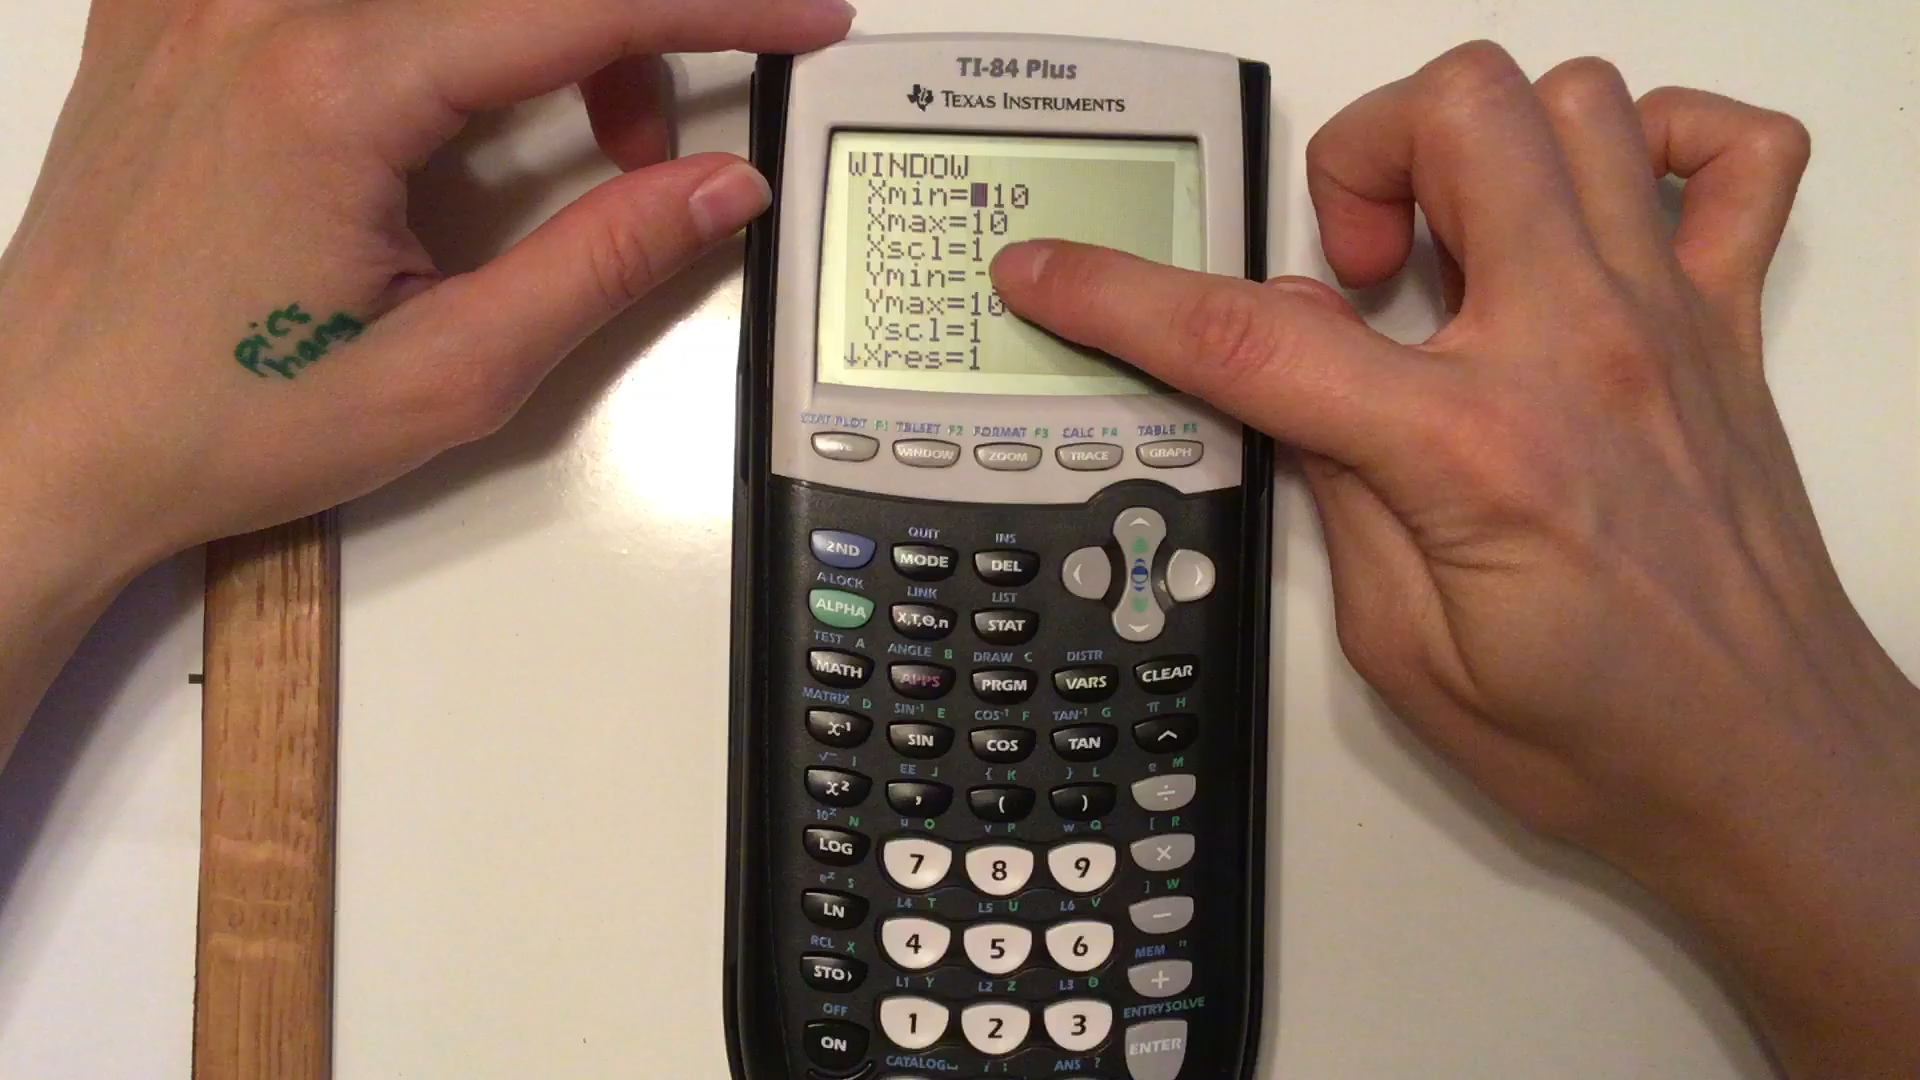 TI-84 Plus
TEXAS INSTRUMENTS
WINDOW
Xmin=■10
Xmax=10
Xscl=1
Ymin=-
Ymax=10
Yscl=1
↓Xres=1
STAT PLOT F1 TBLSET F2 FORMAT F3 CALC F4 TABLE F5
WINDOW ZOOM TRACE GRAPH
QUIT INS
2ND MODE DEL
A-LOCK LINK LIST
ALPHA X,T,θ,n STAT
TEST A ANGLE B DRAW C DISTR
MATH APPS PRGM VARS CLEAR
MATRIX D SIN⁻¹ E COS⁻¹ F TAN⁻¹ G π H
x⁻¹ SIN COS TAN ^
√ I EE J { K } L e M
x² , ( ) ÷
10ˣ N u O v P w Q [ R
LOG 7 8 9 ×
eˣ S L4 T L5 U L6 V ] W
LN 4 5 6 −
RCL X L1 Y L2 Z L3 θ MEM "
STO› 1 2 3 +
OFF ENTRY SOLVE
ON ENTER
CATALOG ␣ i : ANS ?
pics